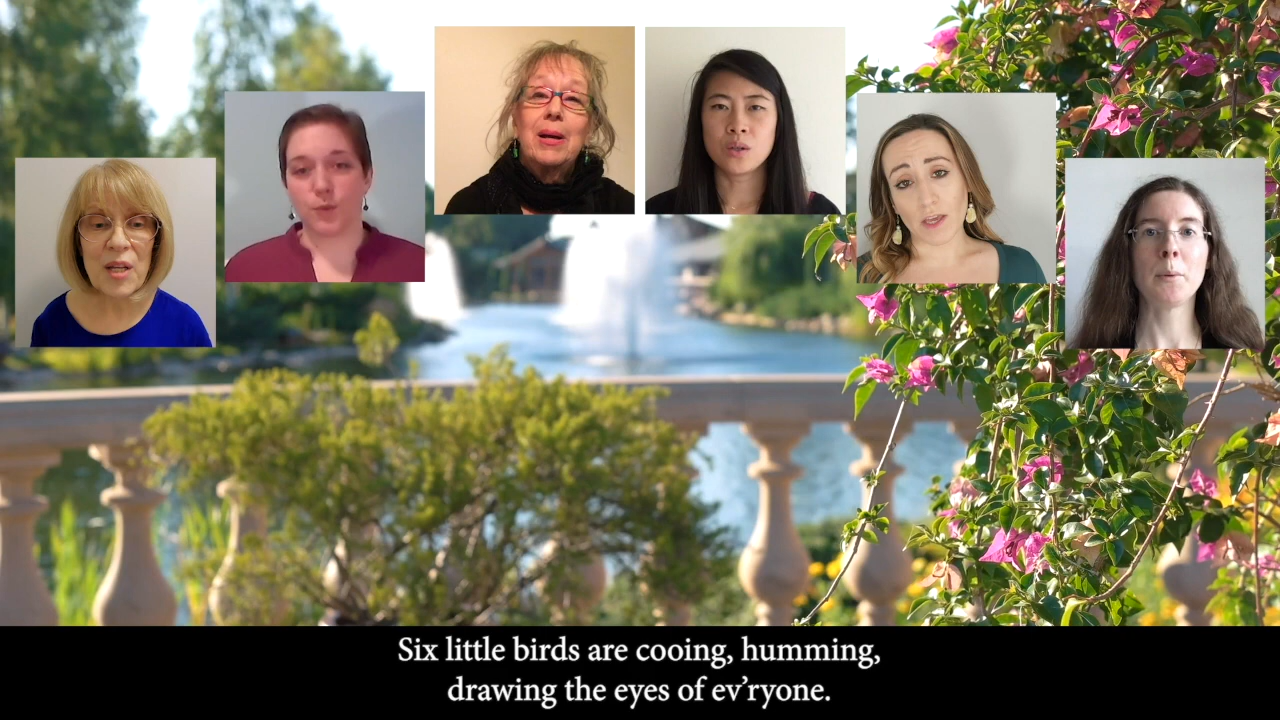 Six little birds are cooing, humming,
drawing the eyes of ev’ryone.